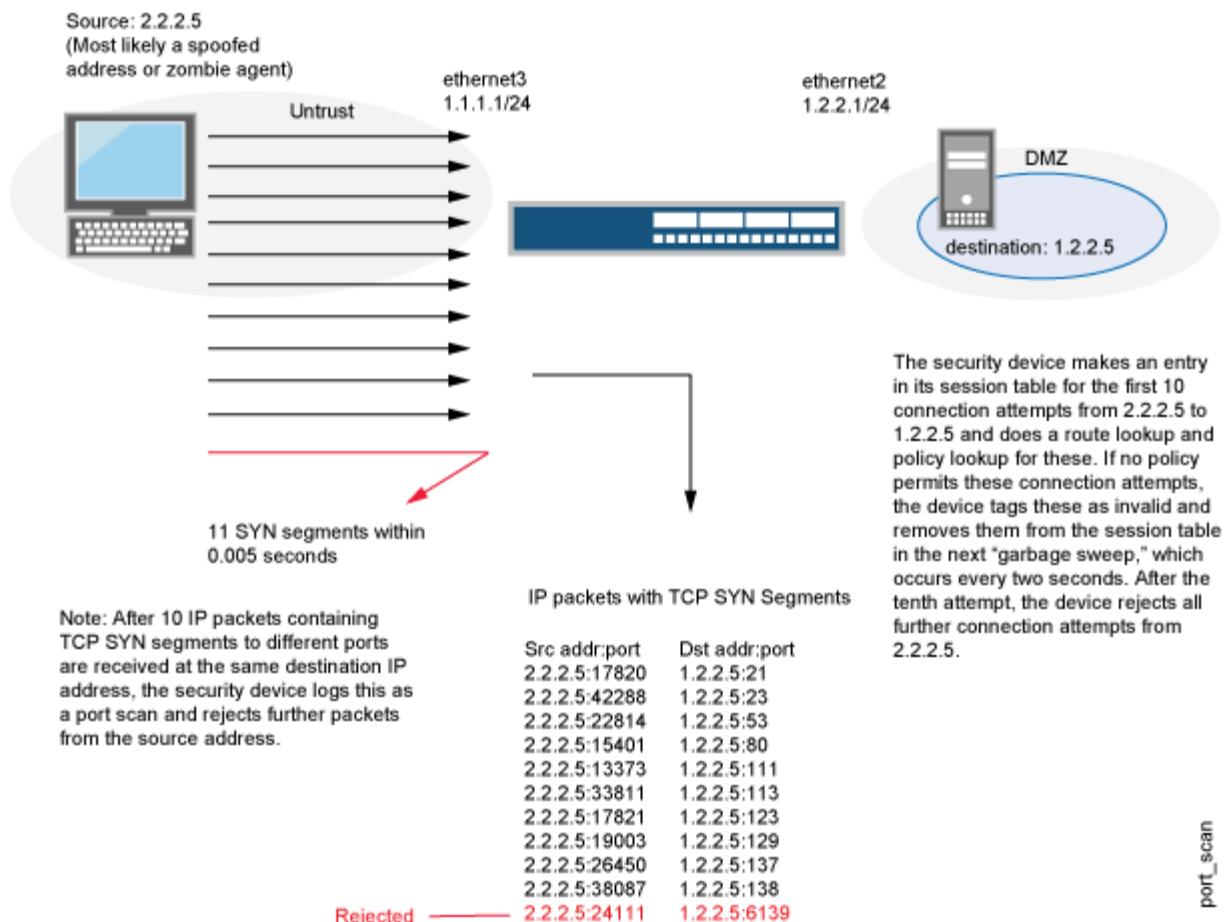 Source: 2.2.2.5
(Most likely a spoofed
address or zombie agent)
Untrust
ethernet3
1.1.1.1/24
ethernet2
1.2.2.1/24
DMZ
destination: 1.2.2.5
11 SYN segments within
0.005 seconds
Note: After 10 IP packets containing
TCP SYN segments to different ports
are received at the same destination IP
address, the security device logs this as
a port scan and rejects further packets
from the source address.
The security device makes an entry
in its session table for the first 10
connection attempts from 2.2.2.5 to
1.2.2.5 and does a route lookup and
policy lookup for these. If no policy
permits these connection attempts,
the device tags these as invalid and
removes them from the session table
in the next “garbage sweep,” which
occurs every two seconds. After the
tenth attempt, the device rejects all
further connection attempts from
2.2.2.5.
IP packets with TCP SYN Segments
Src addr:port Dst addr:port
2.2.2.5:17820 1.2.2.5:21
2.2.2.5:42288 1.2.2.5:23
2.2.2.5:22814 1.2.2.5:53
2.2.2.5:15401 1.2.2.5:80
2.2.2.5:13373 1.2.2.5:111
2.2.2.5:33811 1.2.2.5:113
2.2.2.5:17821 1.2.2.5:123
2.2.2.5:19003 1.2.2.5:129
2.2.2.5:26450 1.2.2.5:137
2.2.2.5:38087 1.2.2.5:138
Rejected 2.2.2.5:24111 1.2.2.5:6139
port_scan